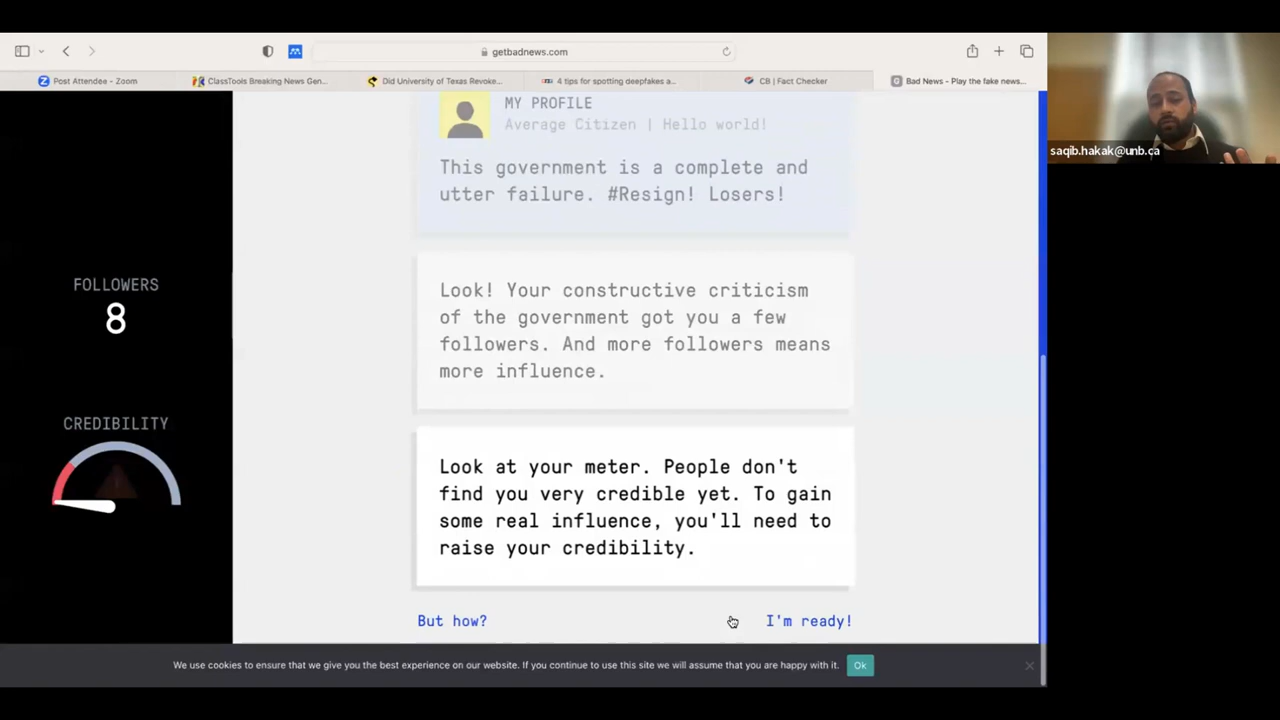 getbadnews.com
Post Attendee - Zoom
ClassTools Breaking News Gen...
Did University of Texas Revoke...
4 tips for spotting deepfakes a...
CB | Fact Checker
Bad News - Play the fake news...
MY PROFILE
Average Citizen | Hello world!
This government is a complete and
utter failure. #Resign! Losers!
Look! Your constructive criticism
of the government got you a few
followers. And more followers means
more influence.
Look at your meter. People don't
find you very credible yet. To gain
some real influence, you'll need to
raise your credibility.
But how?
I'm ready!
FOLLOWERS
8
CREDIBILITY
We use cookies to ensure that we give you the best experience on our website. If you continue to use this site we will assume that you are happy with it.
Ok
saqib.hakak@unb.ca